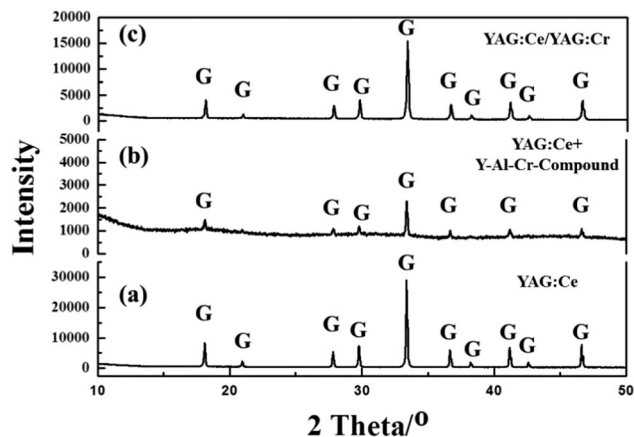 20000
15000
10000
5000
0
(c)
YAG:Ce/YAG:Cr
G
G
G
G
G
G
G
G
G
G
5000
4000
3000
2000
1000
0
(b)
YAG:Ce+
Y-Al-Cr-Compound
G
G
G
G
G
G
G
30000
20000
10000
0
(a)
YAG:Ce
G
G
G
G
G
G
G
G
G
G
10
20
30
40
50
Intensity
2 Theta/o